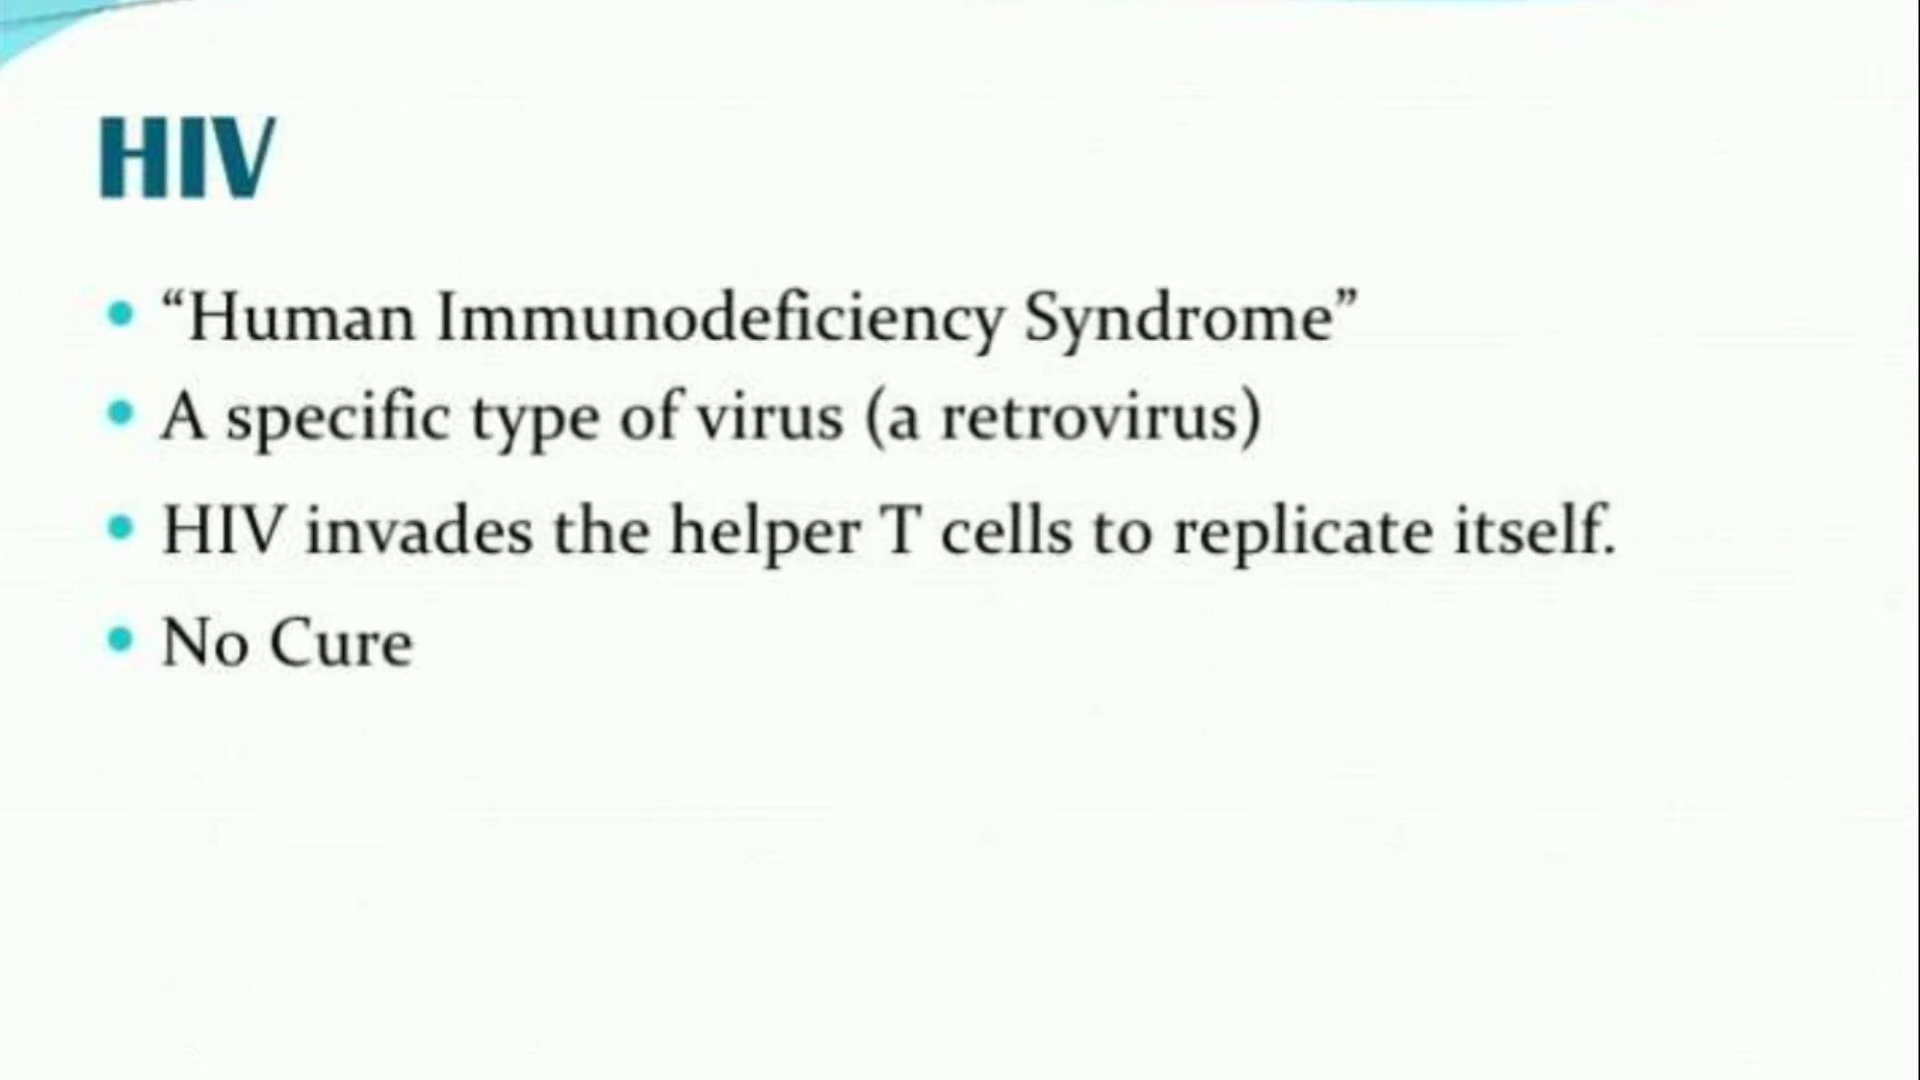 HIV
“Human Immunodeficiency Syndrome”
A specific type of virus (a retrovirus)
HIV invades the helper T cells to replicate itself.
No Cure